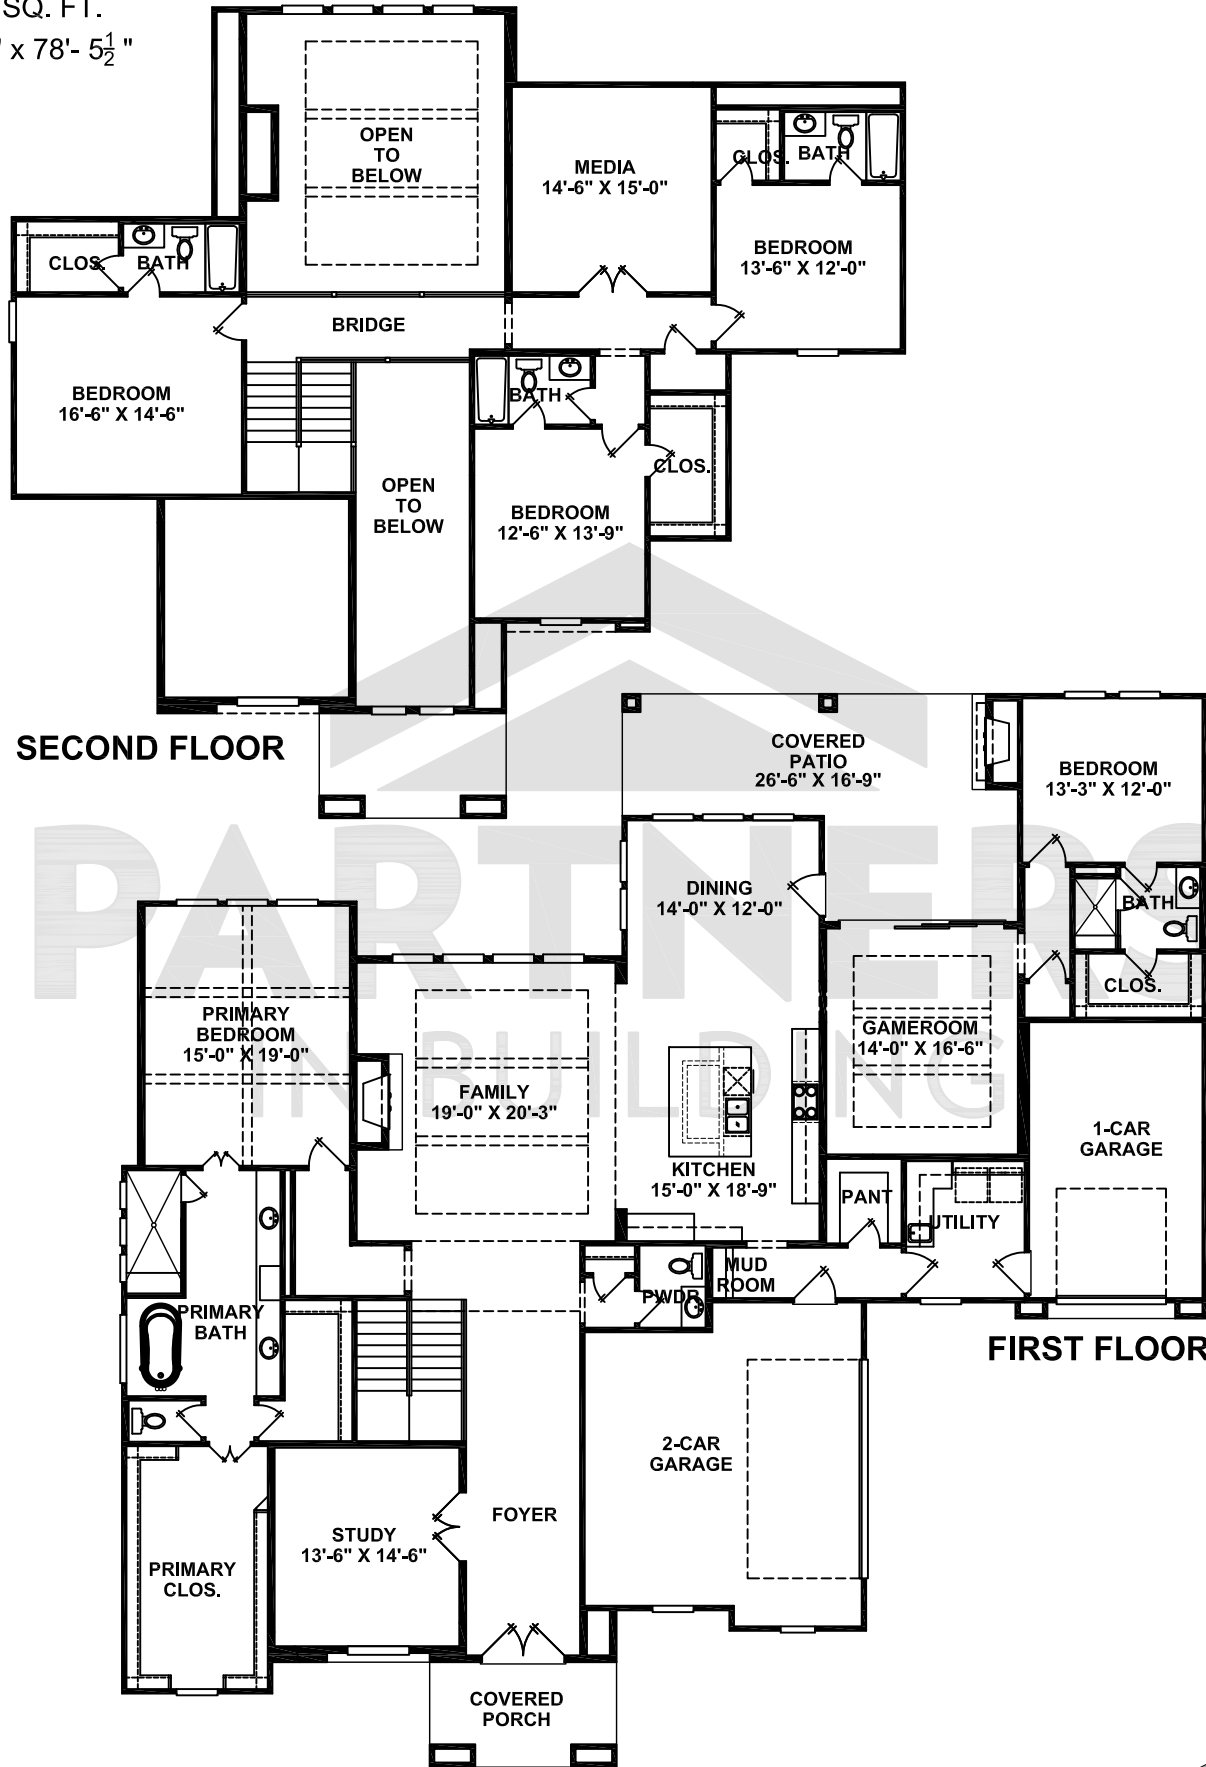 SQ. FT.
" x 78'- 5½"
OPEN
TO
BELOW
MEDIA
14'-6" X 15'-0"
CLOS.
BATH
BEDROOM
13'-6" X 12'-0"
CLOS.
BATH
BRIDGE
BEDROOM
16'-6" X 14'-6"
BATH
CLOS.
OPEN
TO
BELOW
BEDROOM
12'-6" X 13'-9"
SECOND FLOOR
COVERED
PATIO
26'-6" X 16'-9"
BEDROOM
13'-3" X 12'-0"
PARTNERS
IN BUILDING
DINING
14'-0" X 12'-0"
BATH
CLOS.
PRIMARY
BEDROOM
15'-0" X 19'-0"
GAMEROOM
14'-0" X 16'-6"
FAMILY
19'-0" X 20'-3"
1-CAR
GARAGE
KITCHEN
15'-0" X 18'-9"
PANT
UTILITY
MUD
ROOM
PWDR
PRIMARY
BATH
FIRST FLOOR
2-CAR
GARAGE
FOYER
STUDY
13'-6" X 14'-6"
PRIMARY
CLOS.
COVERED
PORCH